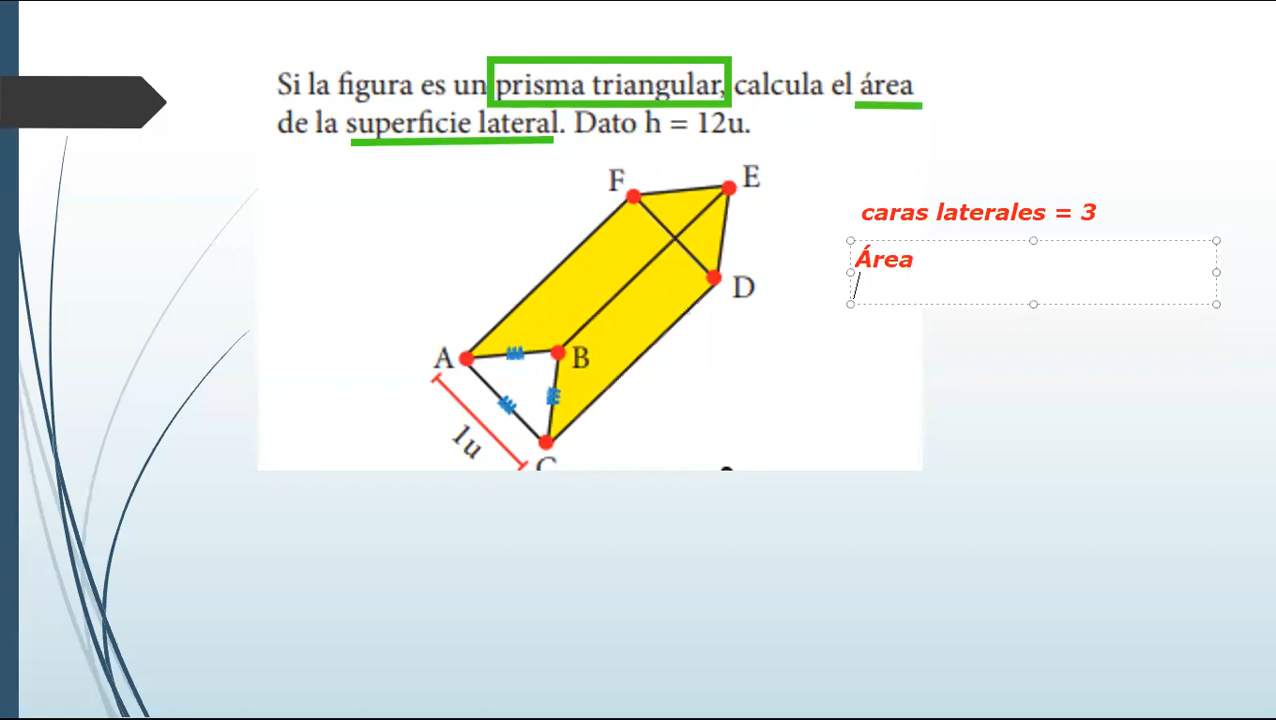 Si la figura es un prisma triangular, calcula el área
de la superficie lateral. Dato h = 12u.
F
E
caras laterales = 3
Área
D
A
B
1u
C